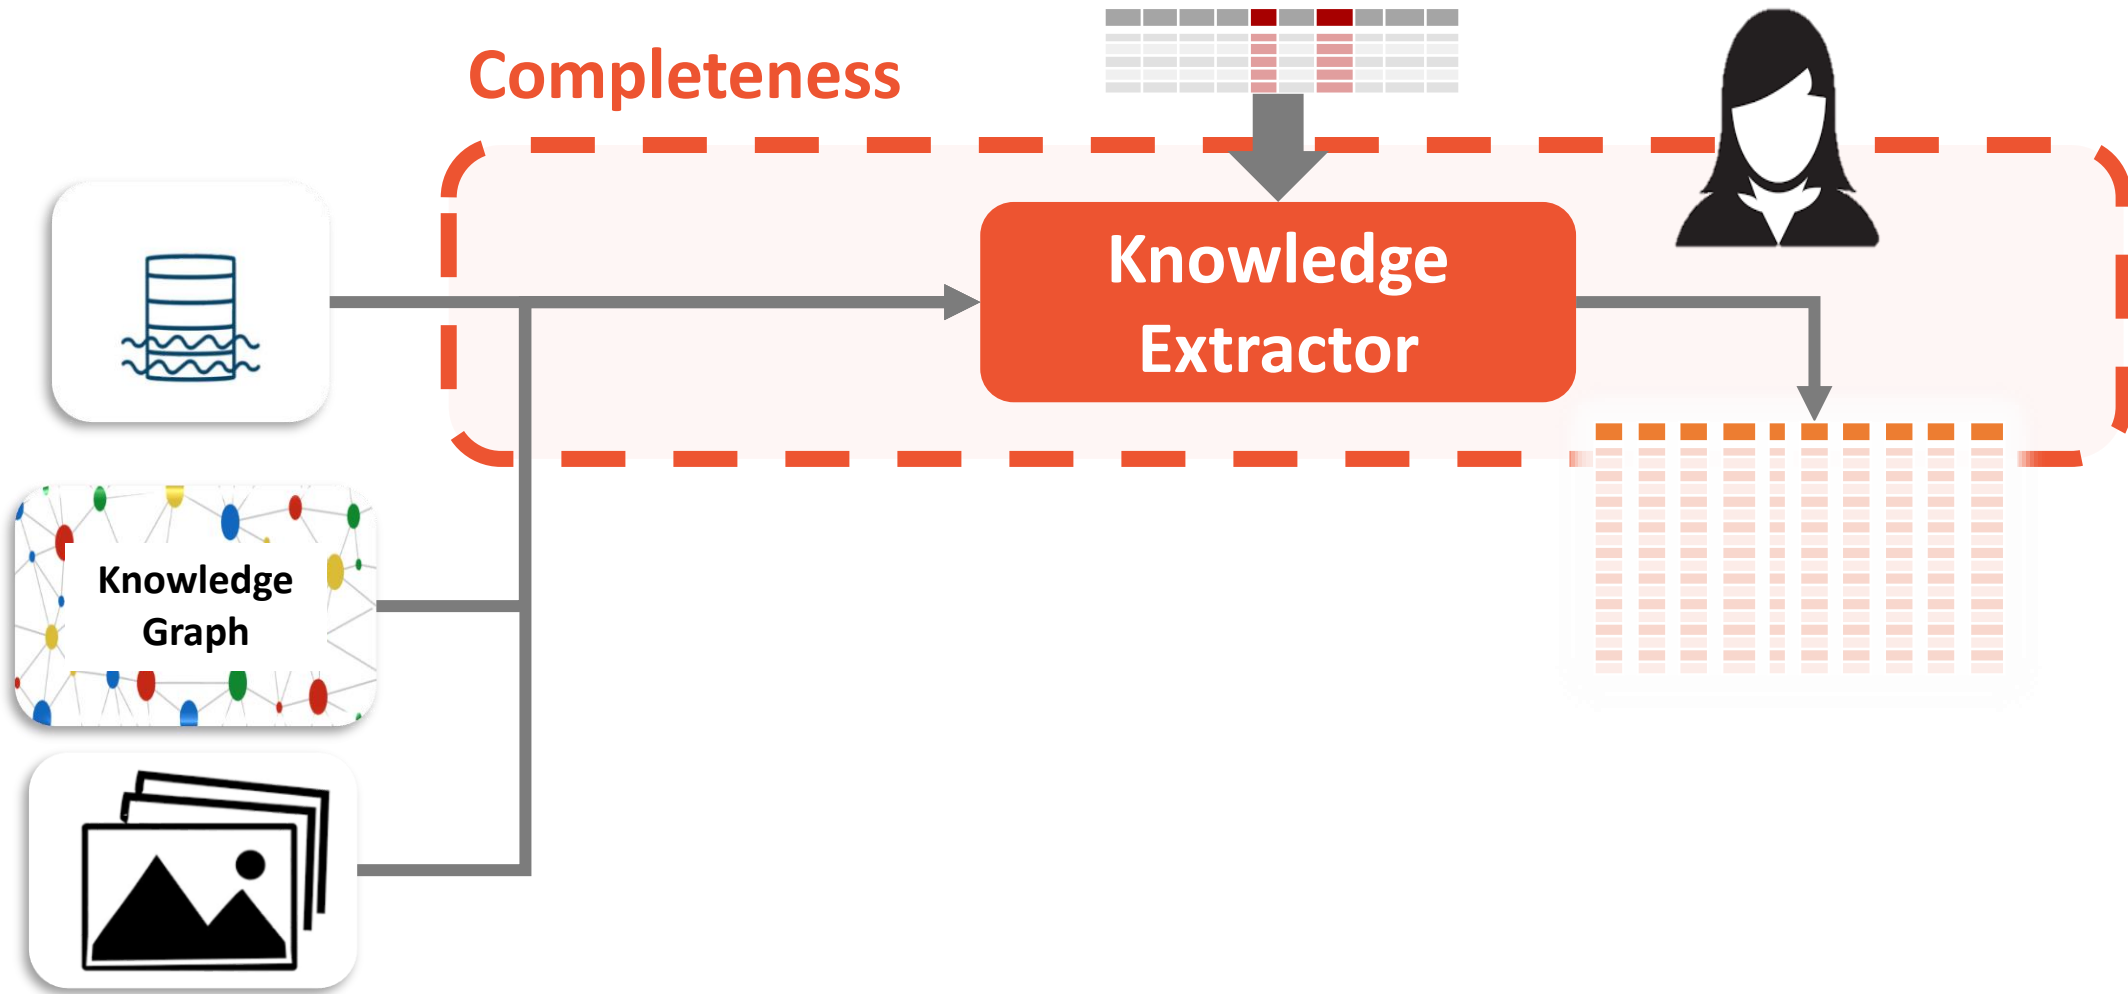 Completeness
Knowledge
Extractor
Knowledge
Graph